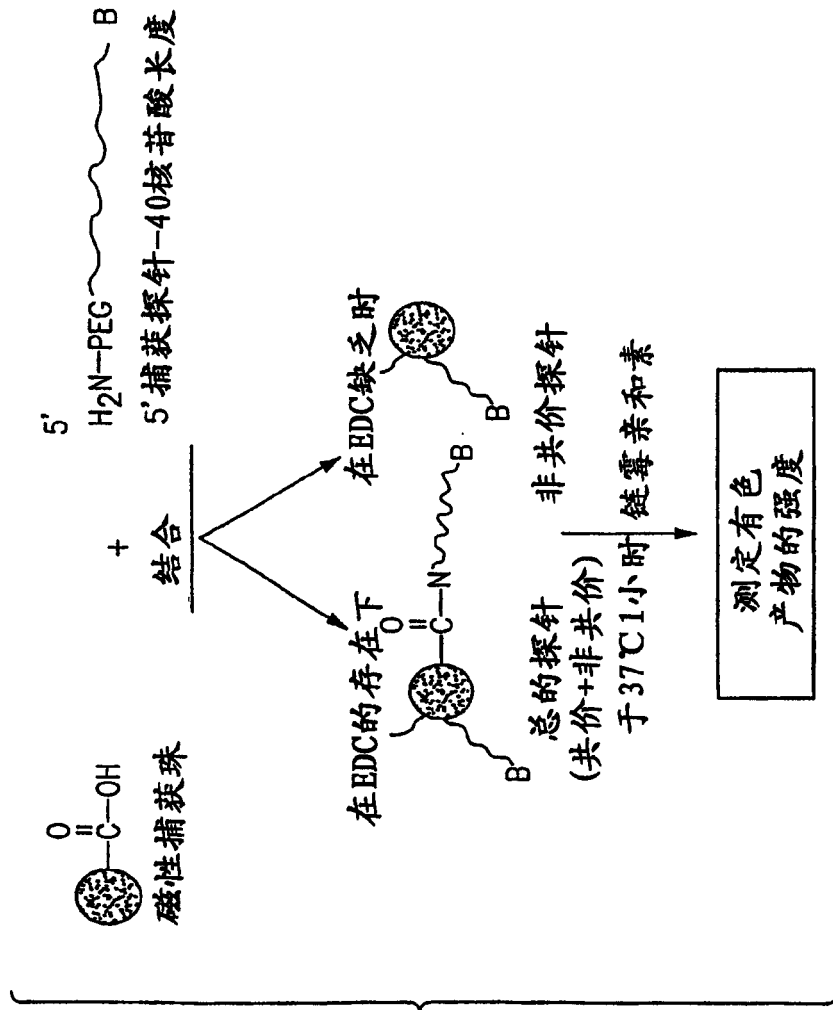 5'
O
=
C—OH
+
H₂N—PEG B
磁性捕获珠
结合
5'捕获探针-40核苷酸长度
在EDC的存在下
在EDC缺乏时
O
=
C—N B
B
B
总的探针
非共价探针
(共价+非共价)
于37℃1小时
链霉亲和素
测定有色
产物的强度